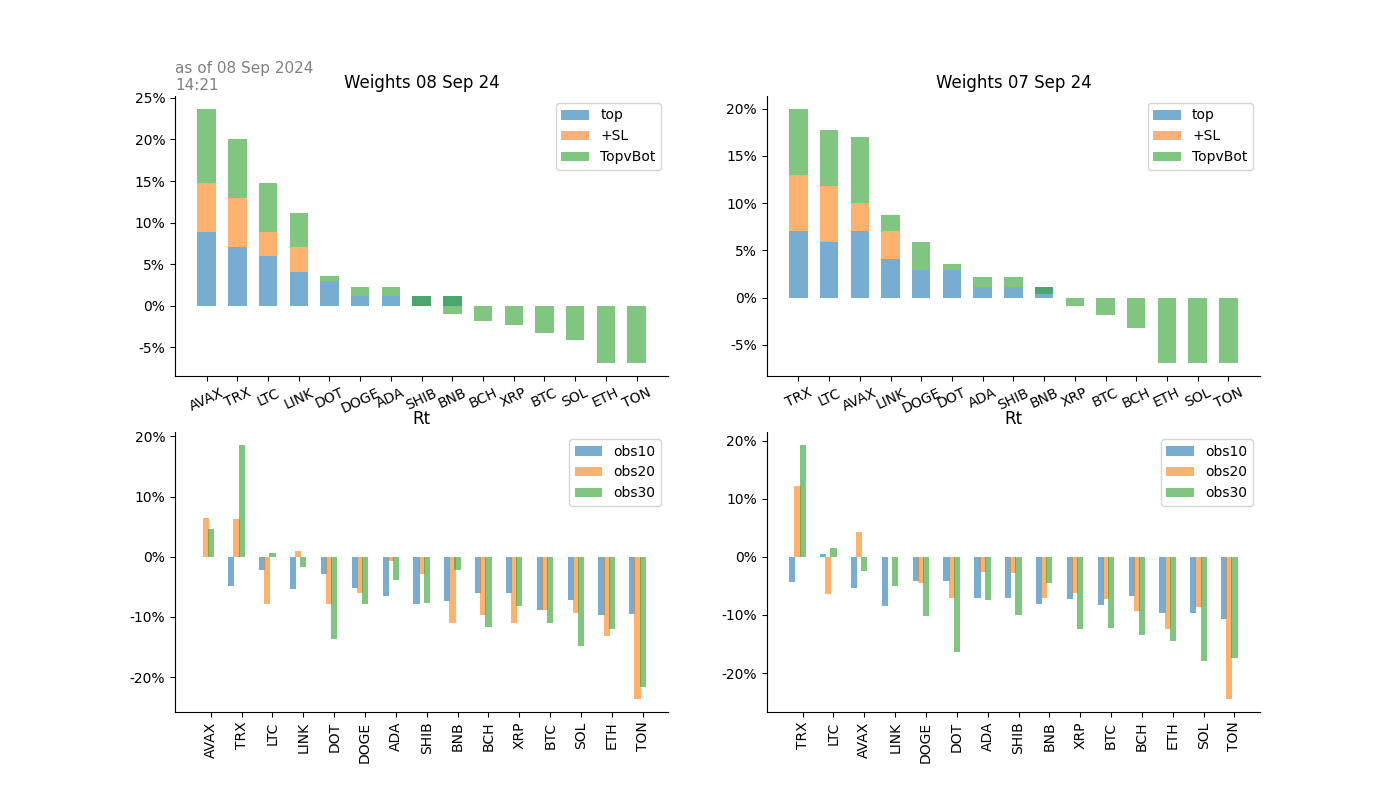 as of 08 Sep 2024
14:21
Weights 08 Sep 24
25%
20%
15%
10%
5%
0%
-5%
top
+SL
TopvBot
AVAX TRX LTC LINK DOT DOGE ADA SHIB BNB BCH XRP BTC SOL ETH TON
Weights 07 Sep 24
20%
15%
10%
5%
0%
-5%
top
+SL
TopvBot
TRX LTC AVAX LINK DOGE DOT ADA SHIB BNB XRP BTC BCH ETH SOL TON
Rt
20%
10%
0%
-10%
-20%
obs10
obs20
obs30
AVAX TRX LTC LINK DOT DOGE ADA SHIB BNB BCH XRP BTC SOL ETH TON
Rt
20%
10%
0%
-10%
-20%
obs10
obs20
obs30
TRX LTC AVAX LINK DOGE DOT ADA SHIB BNB XRP BTC BCH ETH SOL TON